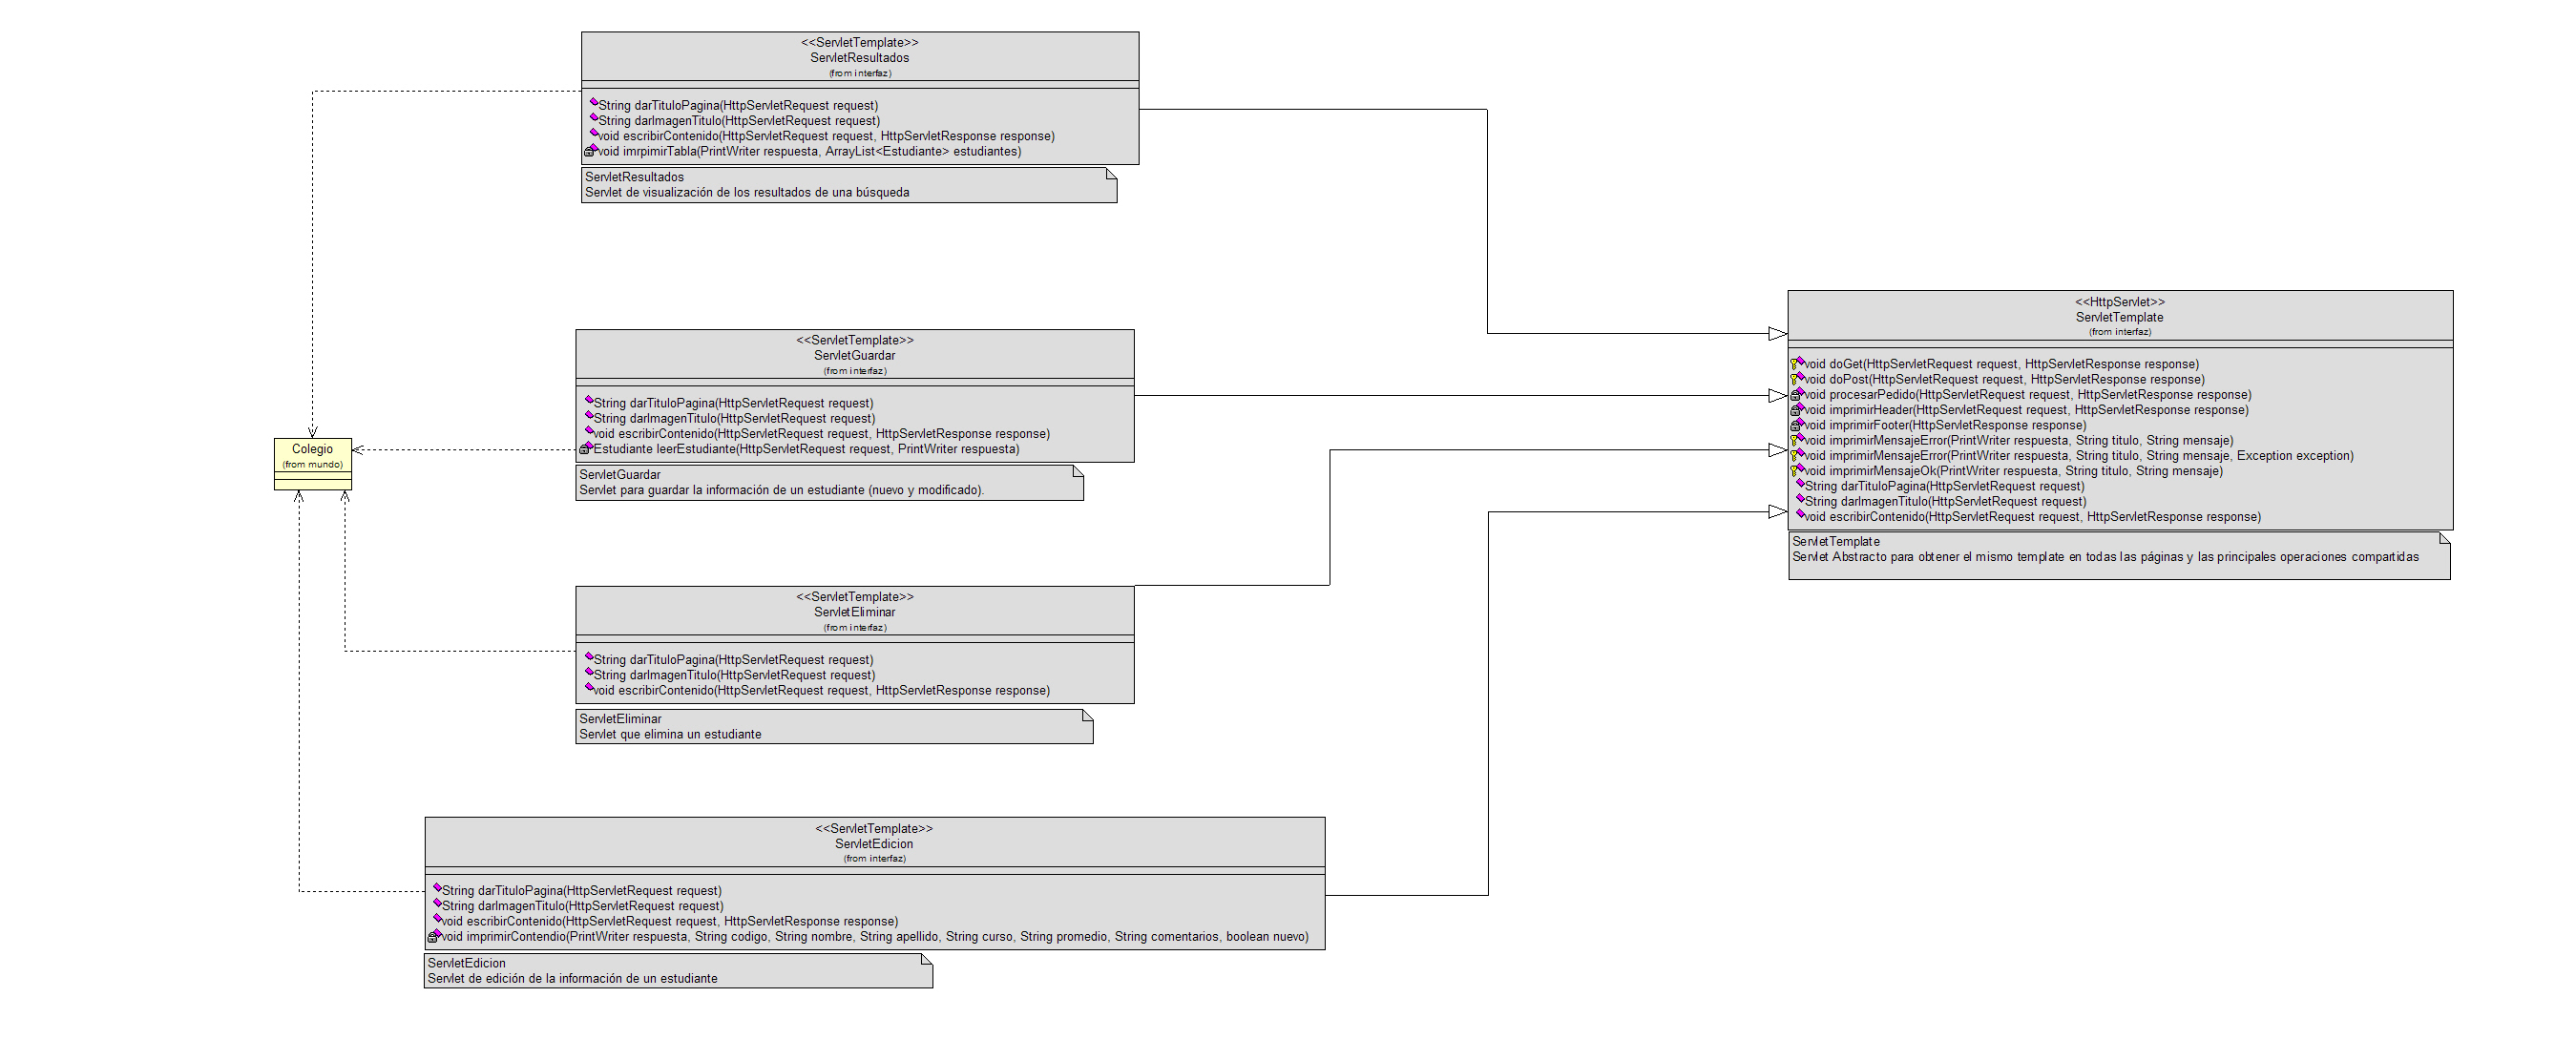 <<ServletTemplate>>
ServletResultados
(from interfaz)
String darTituloPagina(HttpServletRequest request)
String darImagenTitulo(HttpServletRequest request)
void escribirContenido(HttpServletRequest request, HttpServletResponse response)
void imrpimirTabla(PrintWriter respuesta, ArrayList<Estudiante> estudiantes)
ServletResultados
Servlet de visualización de los resultados de una búsqueda
<<ServletTemplate>>
ServletGuardar
(from interfaz)
String darTituloPagina(HttpServletRequest request)
String darImagenTitulo(HttpServletRequest request)
void escribirContenido(HttpServletRequest request, HttpServletResponse response)
Estudiante leerEstudiante(HttpServletRequest request, PrintWriter respuesta)
ServletGuardar
Servlet para guardar la información de un estudiante (nuevo y modificado).
Colegio
(from mundo)
<<HttpServlet>>
ServletTemplate
(from interfaz)
void doGet(HttpServletRequest request, HttpServletResponse response)
void doPost(HttpServletRequest request, HttpServletResponse response)
void procesarPedido(HttpServletRequest request, HttpServletResponse response)
void imprimirHeader(HttpServletRequest request, HttpServletResponse response)
void imprimirFooter(HttpServletResponse response)
void imprimirMensajeError(PrintWriter respuesta, String titulo, String mensaje)
void imprimirMensajeError(PrintWriter respuesta, String titulo, String mensaje, Exception exception)
void imprimirMensajeOk(PrintWriter respuesta, String titulo, String mensaje)
String darTituloPagina(HttpServletRequest request)
String darImagenTitulo(HttpServletRequest request)
void escribirContenido(HttpServletRequest request, HttpServletResponse response)
ServletTemplate
Servlet Abstracto para obtener el mismo template en todas las páginas y las principales operaciones compartidas
<<ServletTemplate>>
ServletEliminar
(from interfaz)
String darTituloPagina(HttpServletRequest request)
String darImagenTitulo(HttpServletRequest request)
void escribirContenido(HttpServletRequest request, HttpServletResponse response)
ServletEliminar
Servlet que elimina un estudiante
<<ServletTemplate>>
ServletEdicion
(from interfaz)
String darTituloPagina(HttpServletRequest request)
String darImagenTitulo(HttpServletRequest request)
void escribirContenido(HttpServletRequest request, HttpServletResponse response)
void imprimirContendio(PrintWriter respuesta, String codigo, String nombre, String apellido, String curso, String promedio, String comentarios, boolean nuevo)
ServletEdicion
Servlet de edición de la información de un estudiante